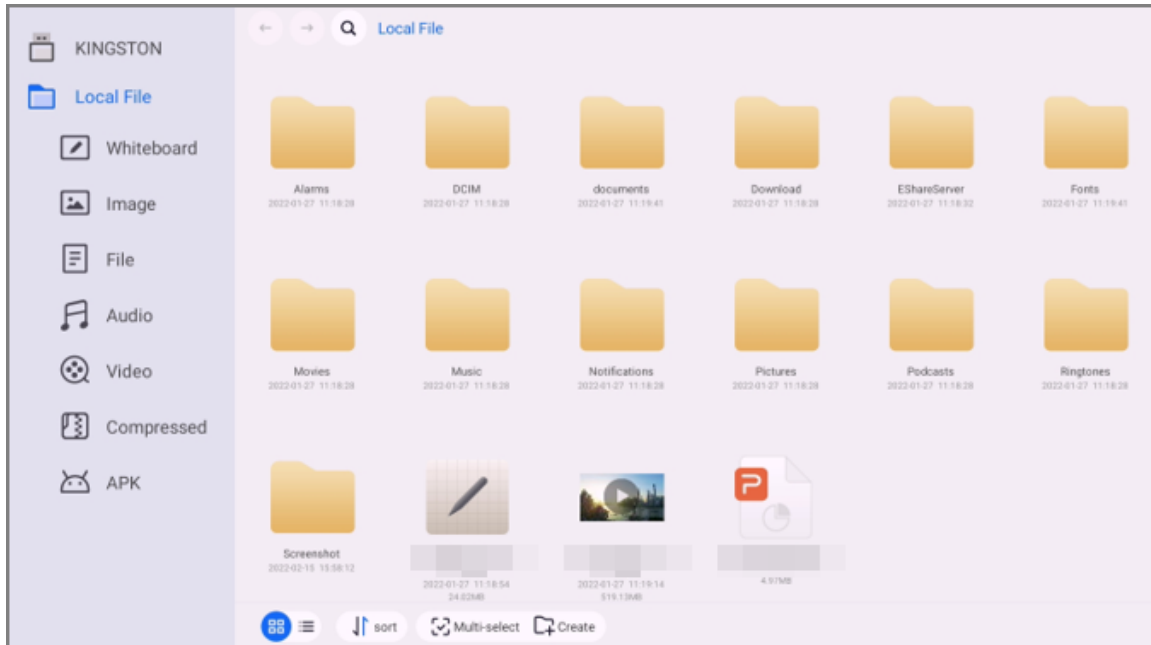 KINGSTON
Local File
Whiteboard
Image
File
Audio
Video
Compressed
APK
Local File
Alarms
2022-01-27 11:18:28
DCIM
2022-01-27 11:18:28
documents
2022-01-27 11:19:41
Download
2022-01-27 11:18:28
EShareServer
2022-01-27 11:18:32
Fonts
2022-01-27 11:19:41
Movies
2022-01-27 11:18:28
Music
2022-01-27 11:18:28
Notifications
2022-01-27 11:18:28
Pictures
2022-01-27 11:18:28
Podcasts
2022-01-27 11:18:28
Ringtones
2022-01-27 11:18:28
Screenshot
2022-02-15 13:58:12
2022-01-27 11:18:54
24.02MB
2022-01-27 11:19:14
519.13MB
P
4.97MB
sort
Multi-select
Create